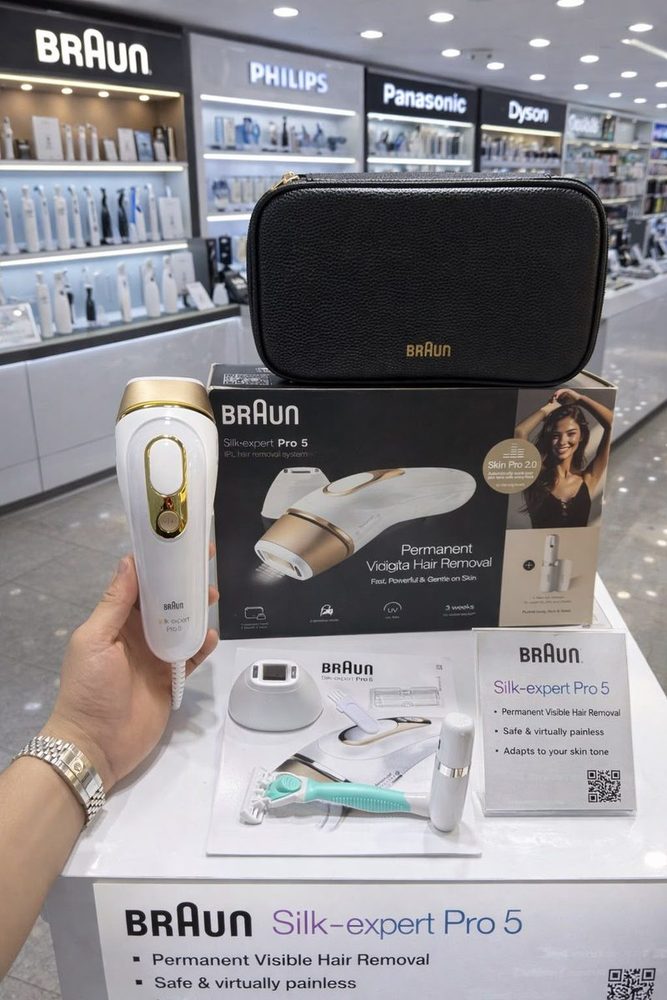 BRAUN
PHILIPS
Panasonic
Dyson
BRAUN
BRAUN
Silk·expert Pro 5
IPL hair removal system
Skin Pro 2.0
Permanent
Vidigita Hair Removal
Fast, Powerful & Gentle on Skin
3 weeks
BRAUN
expert
Pro 5
BRAUN
Silk·expert Pro 5
BRAUN
Silk-expert Pro 5
• Permanent Visible Hair Removal
• Safe & virtually painless
• Adapts to your skin tone
BRAUN Silk-expert Pro 5
▪ Permanent Visible Hair Removal
▪ Safe & virtually painless